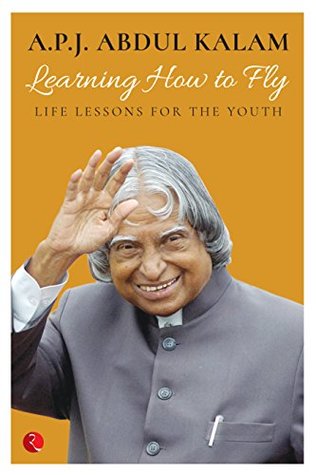 A.P.J. ABDUL KALAM
Learning How to Fly
LIFE LESSONS FOR THE YOUTH